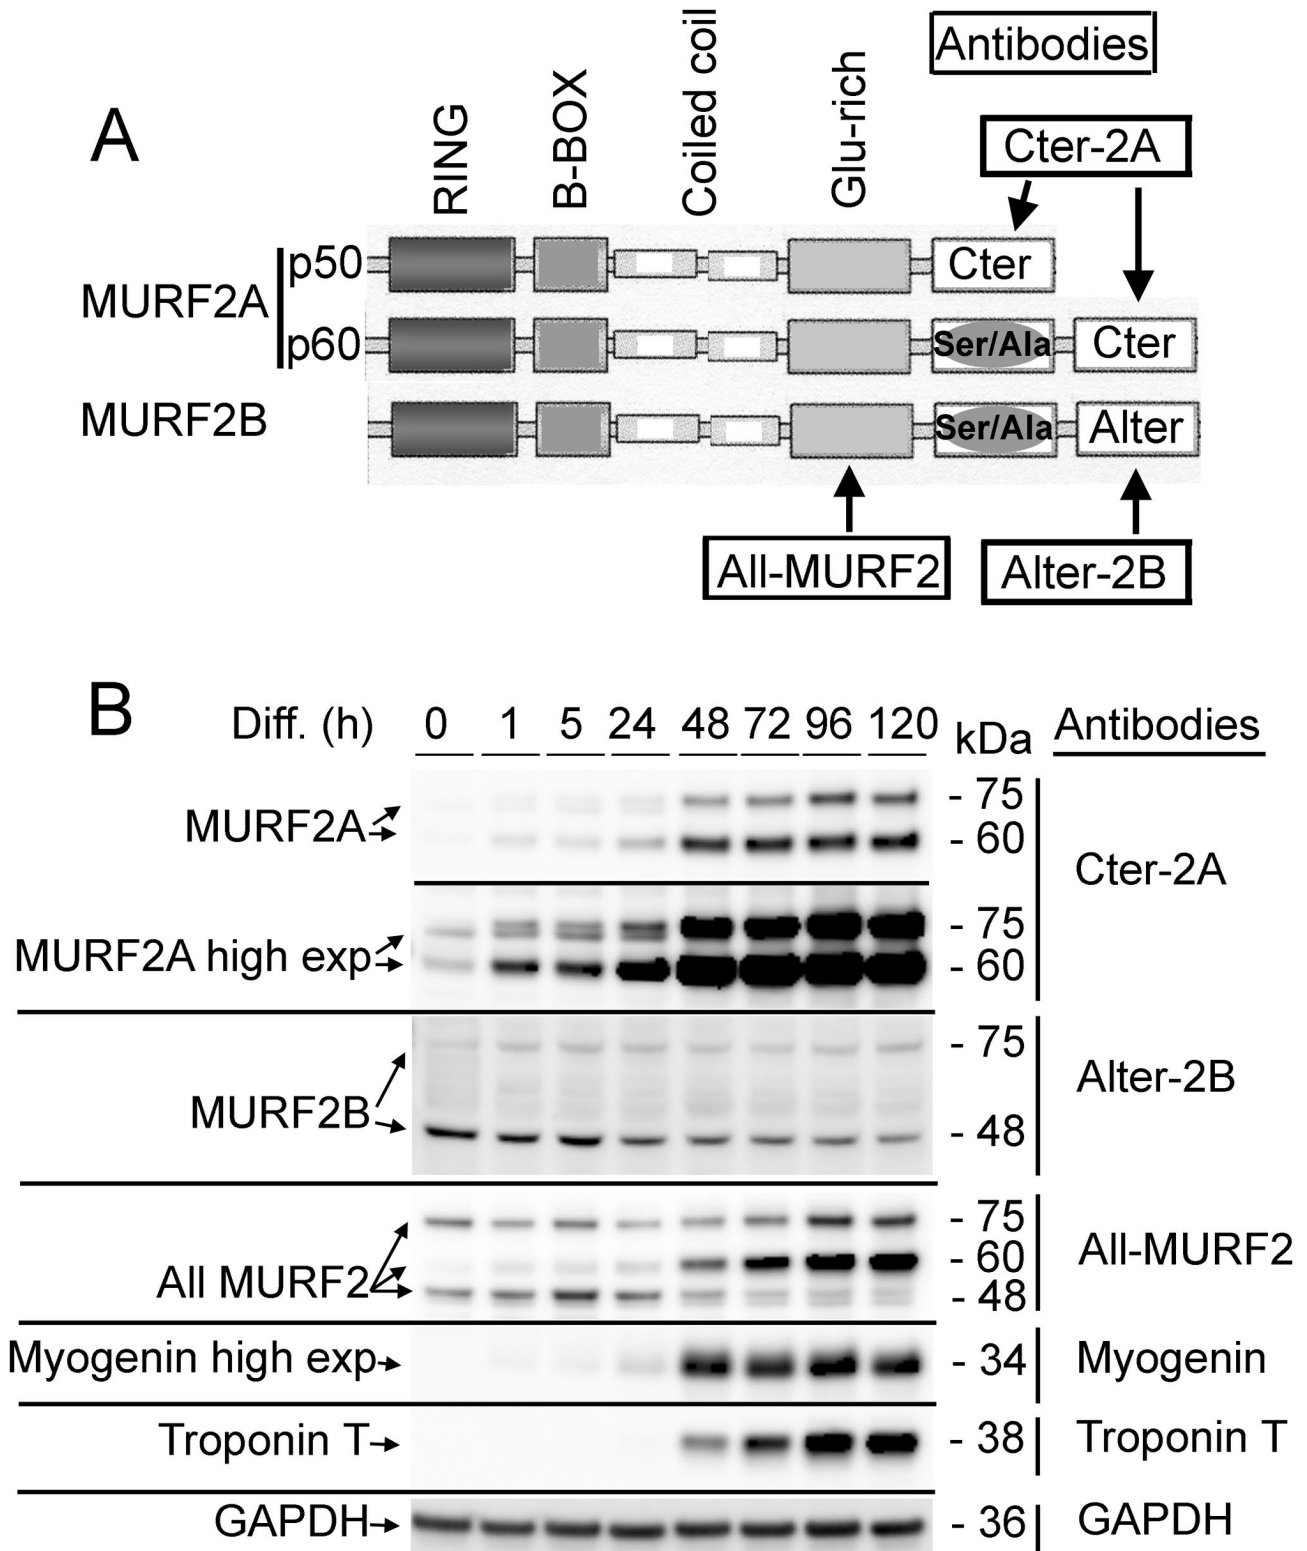 A
RING
B-BOX
Coiled coil
Glu-rich
Antibodies
Cter-2A
MURF2A
p50
Cter
p60
Ser/Ala
Cter
MURF2B
Ser/Ala
Alter
All-MURF2
Alter-2B
B
Diff. (h) 0 1 5 24 48 72 96 120 kDa Antibodies
MURF2A
- 75
- 60
Cter-2A
MURF2A high exp
- 75
- 60
MURF2B
- 75
- 48
Alter-2B
All MURF2
- 75
- 60
- 48
All-MURF2
Myogenin high exp - 34 Myogenin
Troponin T - 38 Troponin T
GAPDH - 36 GAPDH